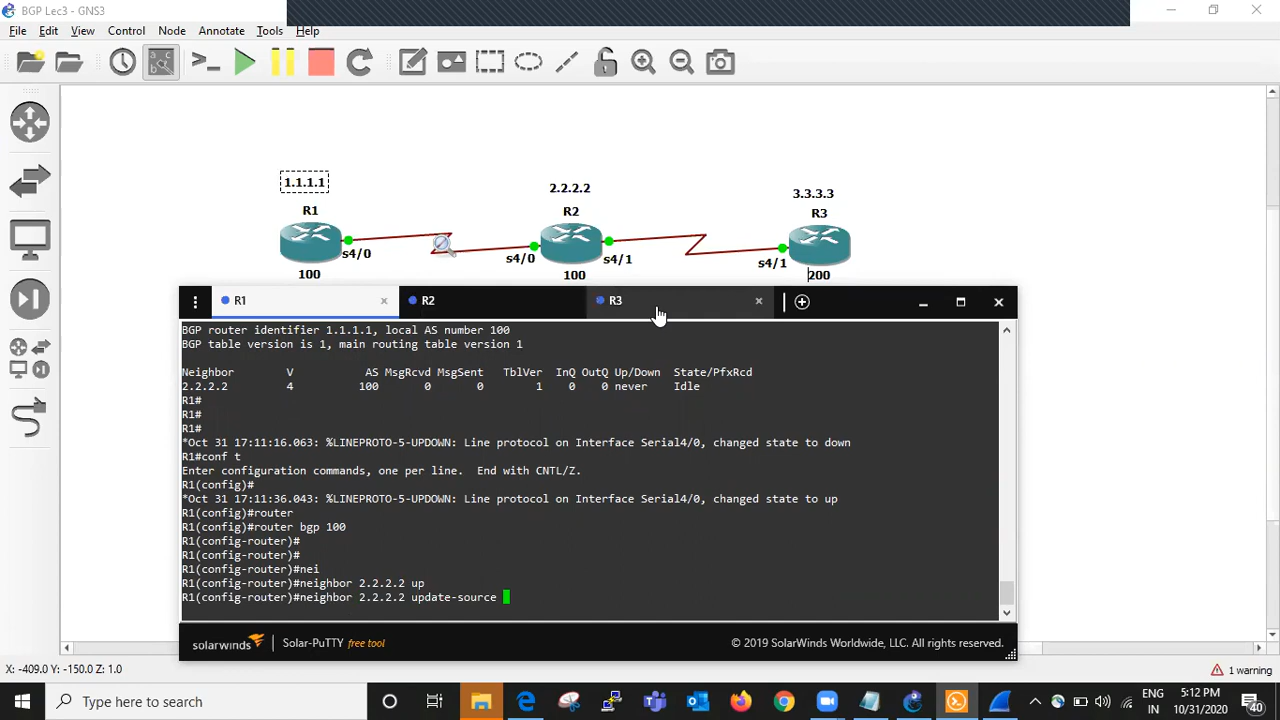 BGP Lec3 - GNS3
File Edit View Control Node Annotate Tools Help
1.1.1.1
2.2.2.2
3.3.3.3
R1
R2
R3
s4/0
s4/0
s4/1
s4/1
100
100
200
R1
R2
R3
BGP router identifier 1.1.1.1, local AS number 100
BGP table version is 1, main routing table version 1
Neighbor V AS MsgRcvd MsgSent TblVer InQ OutQ Up/Down State/PfxRcd
2.2.2.2 4 100 0 0 1 0 0 never Idle
R1#
R1#
R1#
*Oct 31 17:11:16.063: %LINEPROTO-5-UPDOWN: Line protocol on Interface Serial4/0, changed state to down
R1#conf t
Enter configuration commands, one per line. End with CNTL/Z.
R1(config)#
*Oct 31 17:11:36.043: %LINEPROTO-5-UPDOWN: Line protocol on Interface Serial4/0, changed state to up
R1(config)#router
R1(config)#router bgp 100
R1(config-router)#
R1(config-router)#
R1(config-router)#nei
R1(config-router)#neighbor 2.2.2.2 up
R1(config-router)#neighbor 2.2.2.2 update-source
solarwinds Solar-PuTTY free tool © 2019 SolarWinds Worldwide, LLC. All rights reserved.
X: -409.0 Y: -150.0 Z: 1.0
1 warning
Type here to search
ENG
IN
5:12 PM
10/31/2020
40